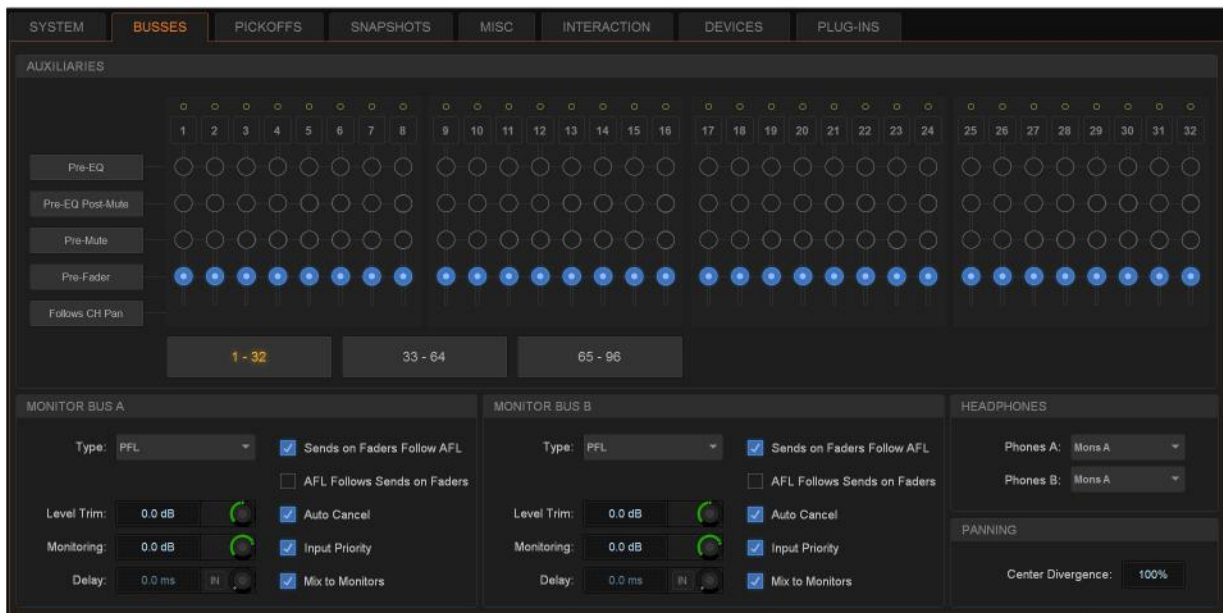 SYSTEM BUSSES PICKOFFS SNAPSHOTS MISC INTERACTION DEVICES PLUG-INS
AUXILIARIES
1 2 3 4 5 6 7 8 9 10 11 12 13 14 15 16 17 18 19 20 21 22 23 24 25 26 27 28 29 30 31 32
Pre-EQ
Pre-EQ Post-Mute
Pre-Mute
Pre-Fader
Follows CH Pan
1 - 32 33 - 64 65 - 96
MONITOR BUS A
Type: PFL
Sends on Faders Follow AFL
AFL Follows Sends on Faders
Level Trim: 0.0 dB
Auto Cancel
Monitoring: 0.0 dB
Input Priority
Delay: 0.0 ms IN
Mix to Monitors
MONITOR BUS B
Type: PFL
Sends on Faders Follow AFL
AFL Follows Sends on Faders
Level Trim: 0.0 dB
Auto Cancel
Monitoring: 0.0 dB
Input Priority
Delay: 0.0 ms IN
Mix to Monitors
HEADPHONES
Phones A: Mons A
Phones B: Mons A
PANNING
Center Divergence: 100%